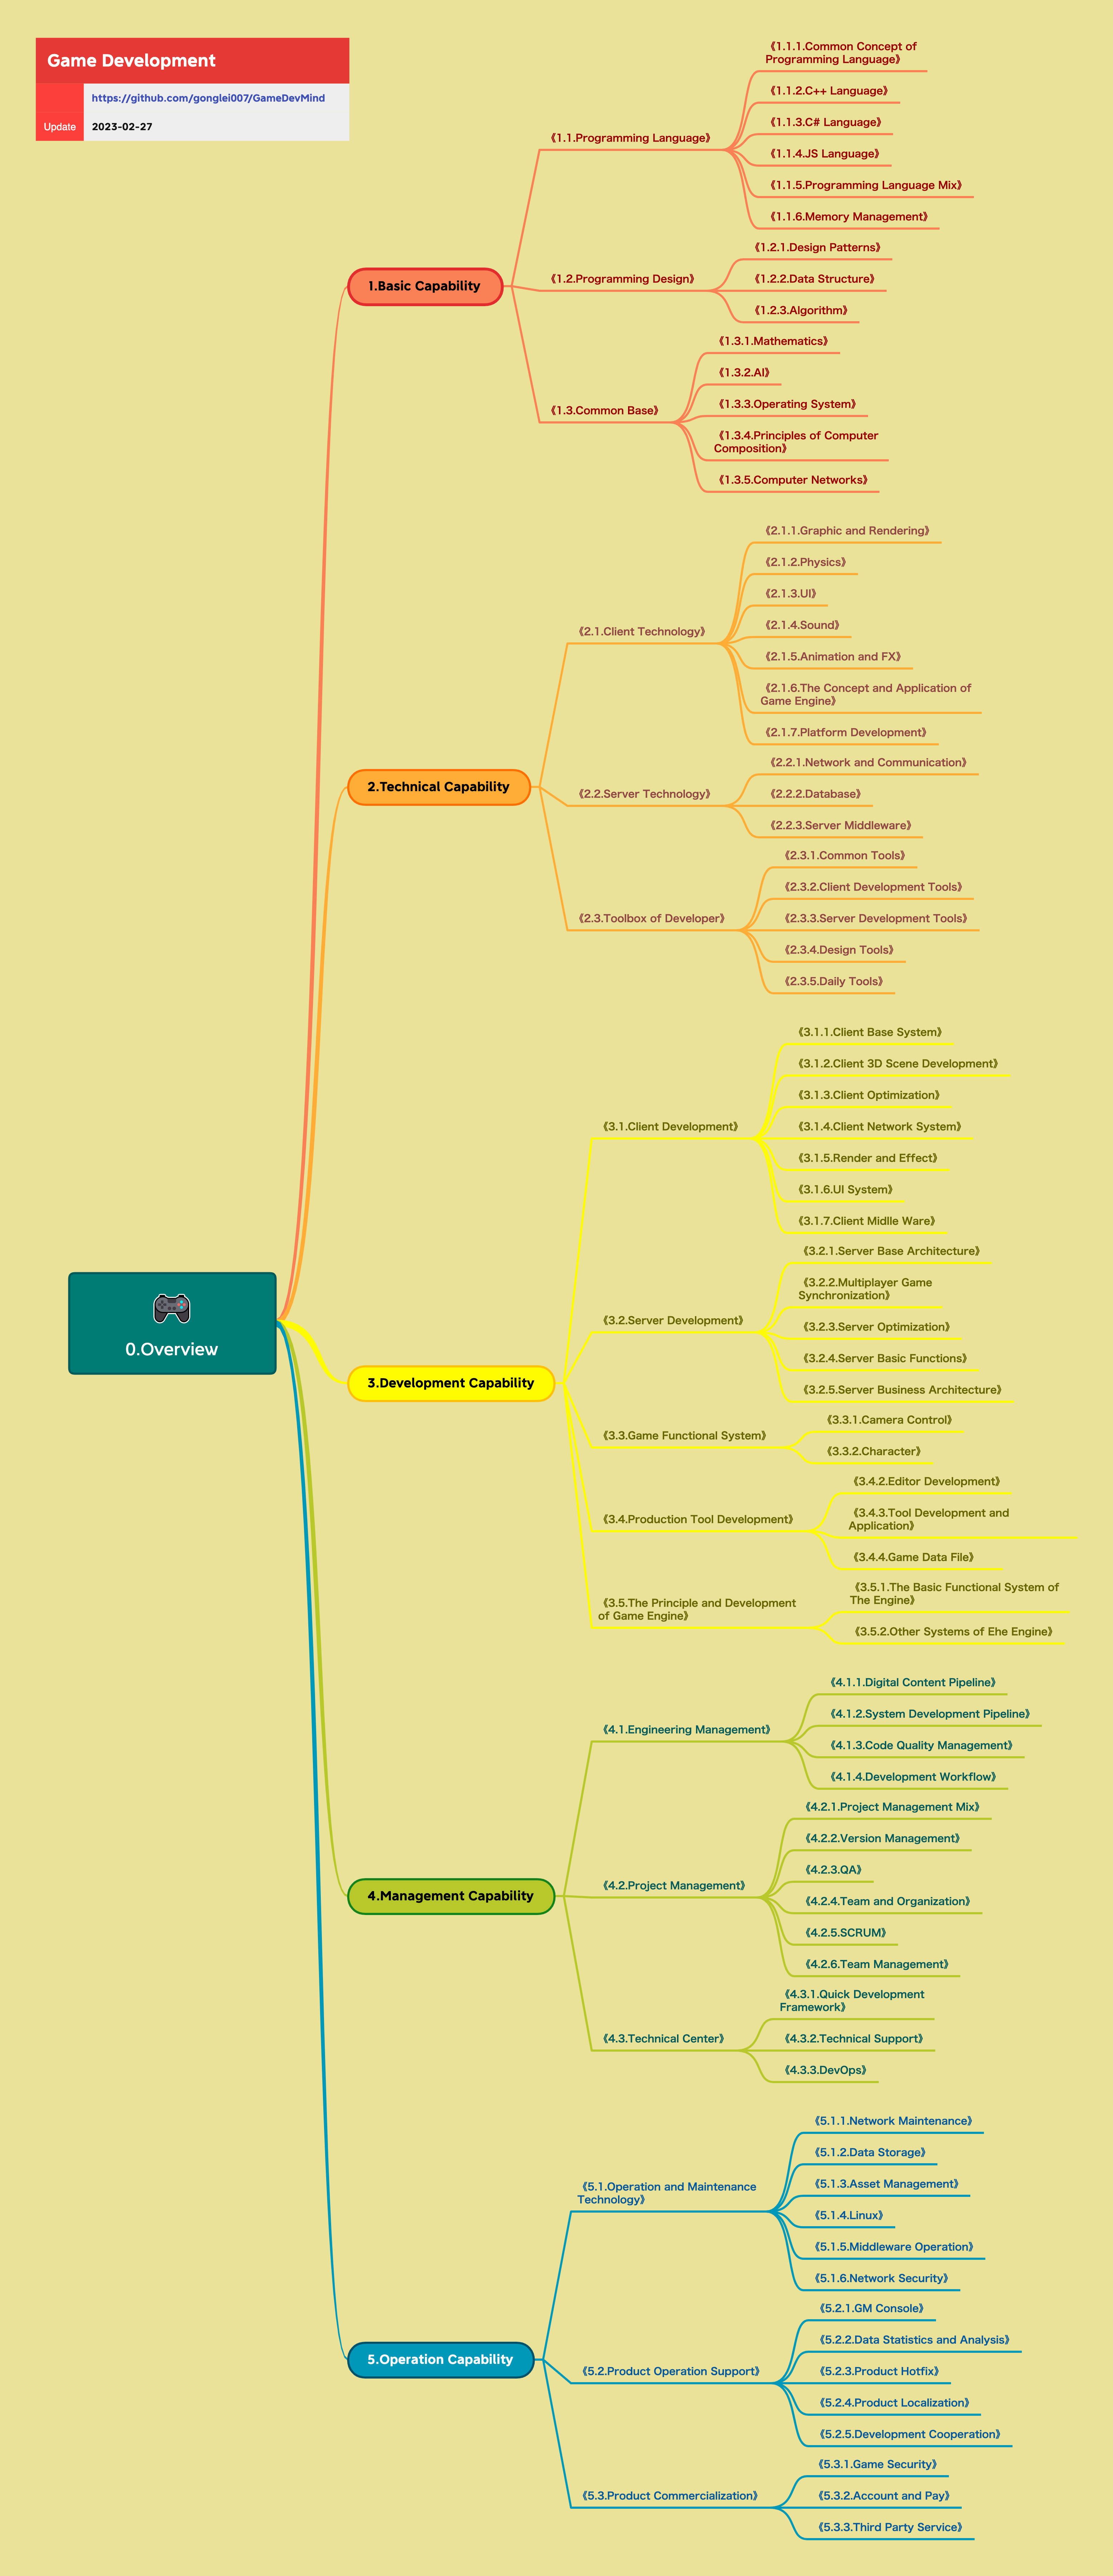 Game Development
https://github.com/gonglei007/GameDevMind
Update 2023-02-27
0.Overview
1.Basic Capability
《1.1.Programming Language》
《1.1.1.Common Concept of
Programming Language》
《1.1.2.C++ Language》
《1.1.3.C# Language》
《1.1.4.JS Language》
《1.1.5.Programming Language Mix》
《1.1.6.Memory Management》
《1.2.Programming Design》
《1.2.1.Design Patterns》
《1.2.2.Data Structure》
《1.2.3.Algorithm》
《1.3.Common Base》
《1.3.1.Mathematics》
《1.3.2.AI》
《1.3.3.Operating System》
《1.3.4.Principles of Computer
Composition》
《1.3.5.Computer Networks》
2.Technical Capability
《2.1.Client Technology》
《2.1.1.Graphic and Rendering》
《2.1.2.Physics》
《2.1.3.UI》
《2.1.4.Sound》
《2.1.5.Animation and FX》
《2.1.6.The Concept and Application of
Game Engine》
《2.1.7.Platform Development》
《2.2.Server Technology》
《2.2.1.Network and Communication》
《2.2.2.Database》
《2.2.3.Server Middleware》
《2.3.Toolbox of Developer》
《2.3.1.Common Tools》
《2.3.2.Client Development Tools》
《2.3.3.Server Development Tools》
《2.3.4.Design Tools》
《2.3.5.Daily Tools》
3.Development Capability
《3.1.Client Development》
《3.1.1.Client Base System》
《3.1.2.Client 3D Scene Development》
《3.1.3.Client Optimization》
《3.1.4.Client Network System》
《3.1.5.Render and Effect》
《3.1.6.UI System》
《3.1.7.Client Midlle Ware》
《3.2.Server Development》
《3.2.1.Server Base Architecture》
《3.2.2.Multiplayer Game
Synchronization》
《3.2.3.Server Optimization》
《3.2.4.Server Basic Functions》
《3.2.5.Server Business Architecture》
《3.3.Game Functional System》
《3.3.1.Camera Control》
《3.3.2.Character》
《3.4.Production Tool Development》
《3.4.2.Editor Development》
《3.4.3.Tool Development and
Application》
《3.4.4.Game Data File》
《3.5.The Principle and Development
of Game Engine》
《3.5.1.The Basic Functional System of
The Engine》
《3.5.2.Other Systems of Ehe Engine》
4.Management Capability
《4.1.Engineering Management》
《4.1.1.Digital Content Pipeline》
《4.1.2.System Development Pipeline》
《4.1.3.Code Quality Management》
《4.1.4.Development Workflow》
《4.2.Project Management》
《4.2.1.Project Management Mix》
《4.2.2.Version Management》
《4.2.3.QA》
《4.2.4.Team and Organization》
《4.2.5.SCRUM》
《4.2.6.Team Management》
《4.3.Technical Center》
《4.3.1.Quick Development
Framework》
《4.3.2.Technical Support》
《4.3.3.DevOps》
5.Operation Capability
《5.1.Operation and Maintenance
Technology》
《5.1.1.Network Maintenance》
《5.1.2.Data Storage》
《5.1.3.Asset Management》
《5.1.4.Linux》
《5.1.5.Middleware Operation》
《5.1.6.Network Security》
《5.2.Product Operation Support》
《5.2.1.GM Console》
《5.2.2.Data Statistics and Analysis》
《5.2.3.Product Hotfix》
《5.2.4.Product Localization》
《5.2.5.Development Cooperation》
《5.3.Product Commercialization》
《5.3.1.Game Security》
《5.3.2.Account and Pay》
《5.3.3.Third Party Service》